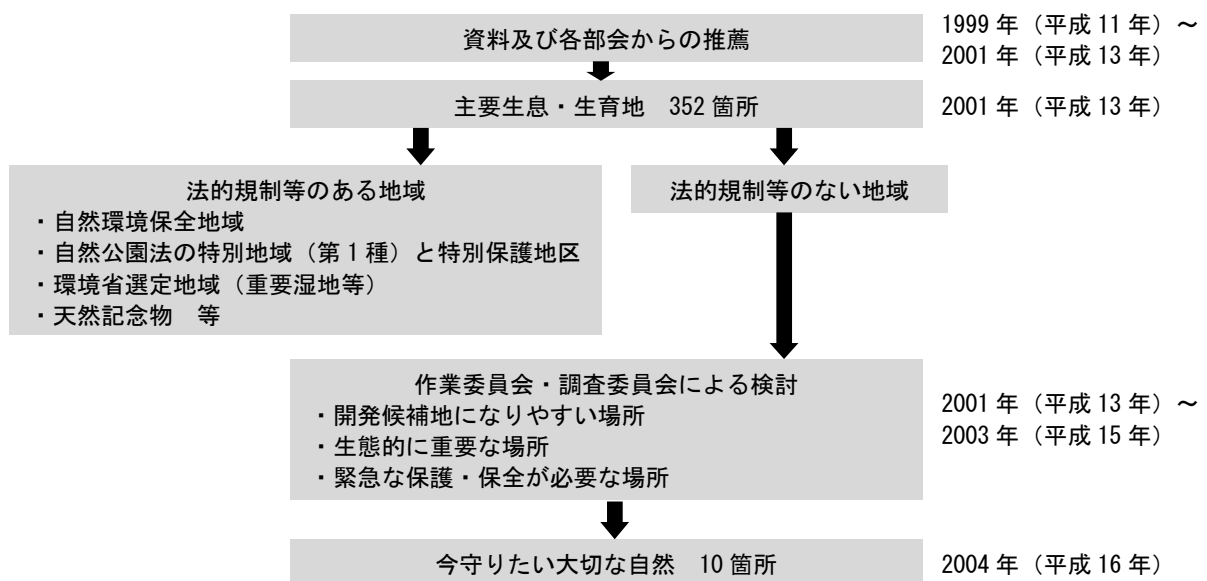 資料及び各部会からの推薦
1999 年（平成 11 年）～
2001 年（平成 13 年）
主要生息・生育地　352 箇所
2001 年（平成 13 年）
法的規制等のある地域
・自然環境保全地域
・自然公園法の特別地域（第 1 種）と特別保護地区
・環境省選定地域（重要湿地等）
・天然記念物　等
法的規制等のない地域
作業委員会・調査委員会による検討
・開発候補地になりやすい場所
・生態的に重要な場所
・緊急な保護・保全が必要な場所
2001 年（平成 13 年）～
2003 年（平成 15 年）
今守りたい大切な自然　10 箇所
2004 年（平成 16 年）